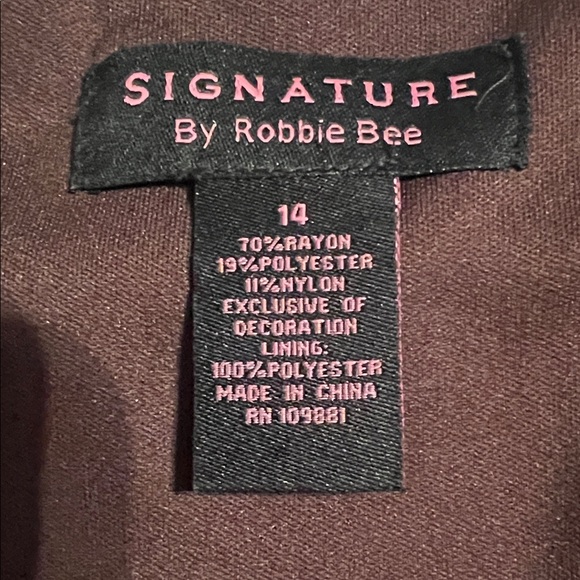 SIGNATURE
By Robbie Bee
14
70%RAYON
19%POLYESTER
11%NYLON
EXCLUSIVE OF
DECORATION
LINING:
100%POLYESTER
MADE IN CHINA
RN 109881